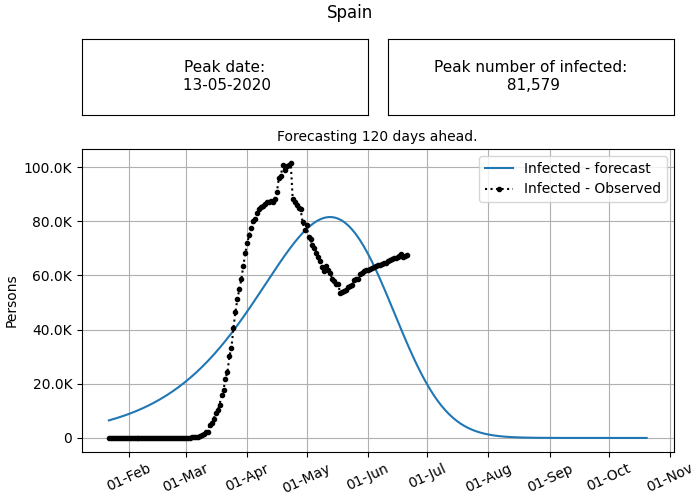 Spain
Peak date:
13-05-2020
Peak number of infected:
81,579
Forecasting 120 days ahead.
Infected - forecast
Infected - Observed
Persons
100.0K
80.0K
60.0K
40.0K
20.0K
0
01-Feb
01-Mar
01-Apr
01-May
01-Jun
01-Jul
01-Aug
01-Sep
01-Oct
01-Nov